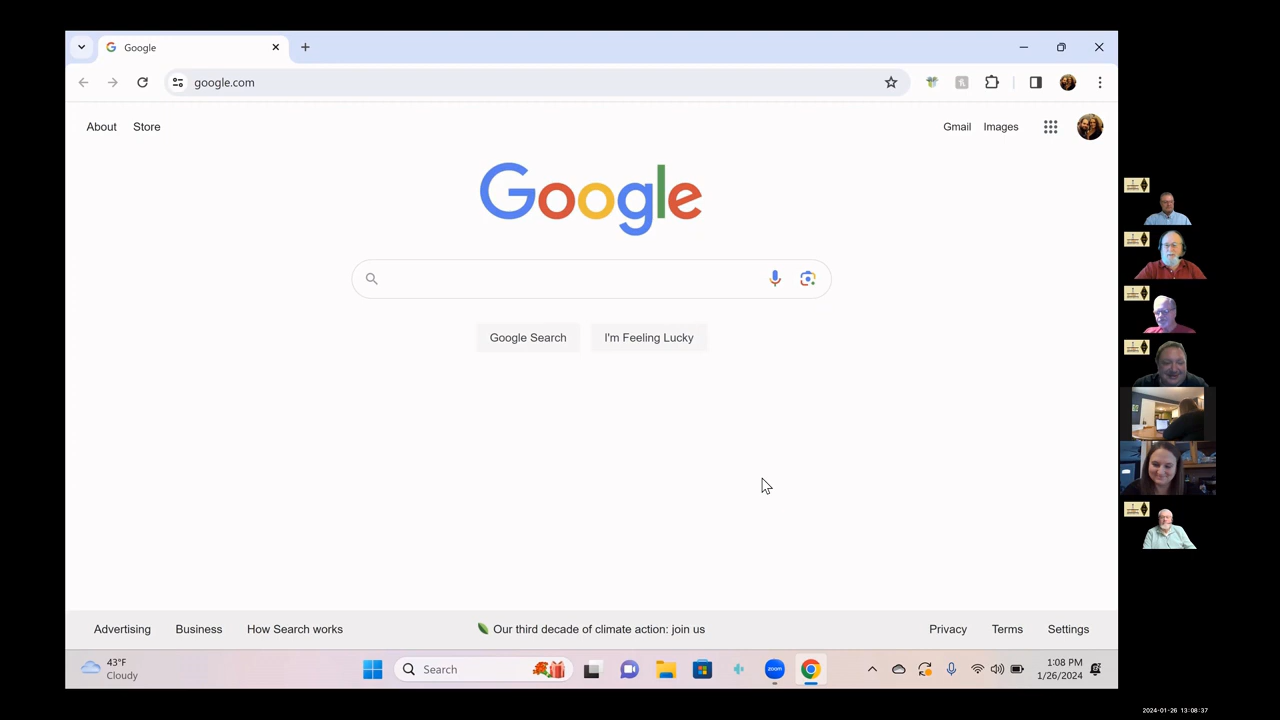 Google
google.com
About
Store
Gmail
Images
Google
Google Search
I'm Feeling Lucky
Advertising
Business
How Search works
Our third decade of climate action: join us
Privacy
Terms
Settings
43°F
Cloudy
Search
zoom
1:08 PM
1/26/2024
2024-01-26 13:08:37